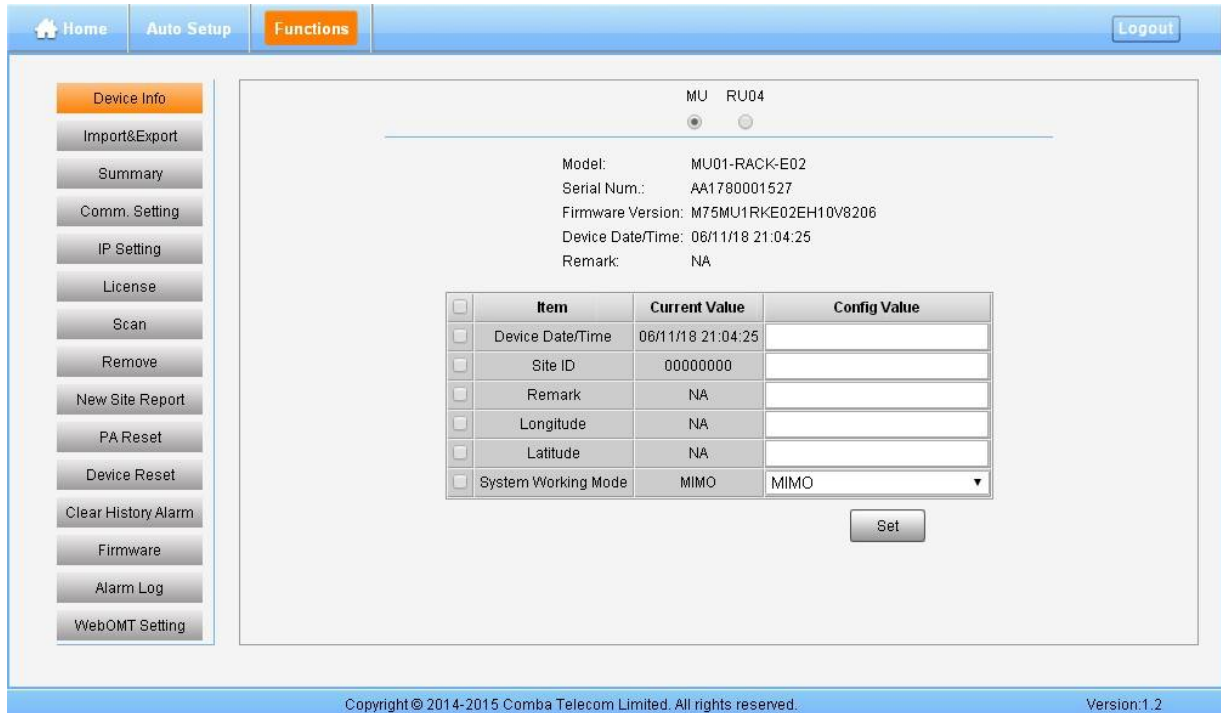 Home Auto Setup Functions Logout
Device Info
Import&Export
Summary
Comm. Setting
IP Setting
License
Scan
Remove
New Site Report
PA Reset
Device Reset
Clear History Alarm
Firmware
Alarm Log
WebOMT Setting
MU RU04
Model: MU01-RACK-E02
Serial Num.: AA1780001527
Firmware Version: M75MU1RKE02EH10V8206
Device Date/Time: 06/11/18 21:04:25
Remark: NA
Item Current Value Config Value
Device Date/Time 06/11/18 21:04:25
Site ID 00000000
Remark NA
Longitude NA
Latitude NA
System Working Mode MIMO MIMO
Set
Copyright © 2014-2015 Comba Telecom Limited. All rights reserved. Version:1.2